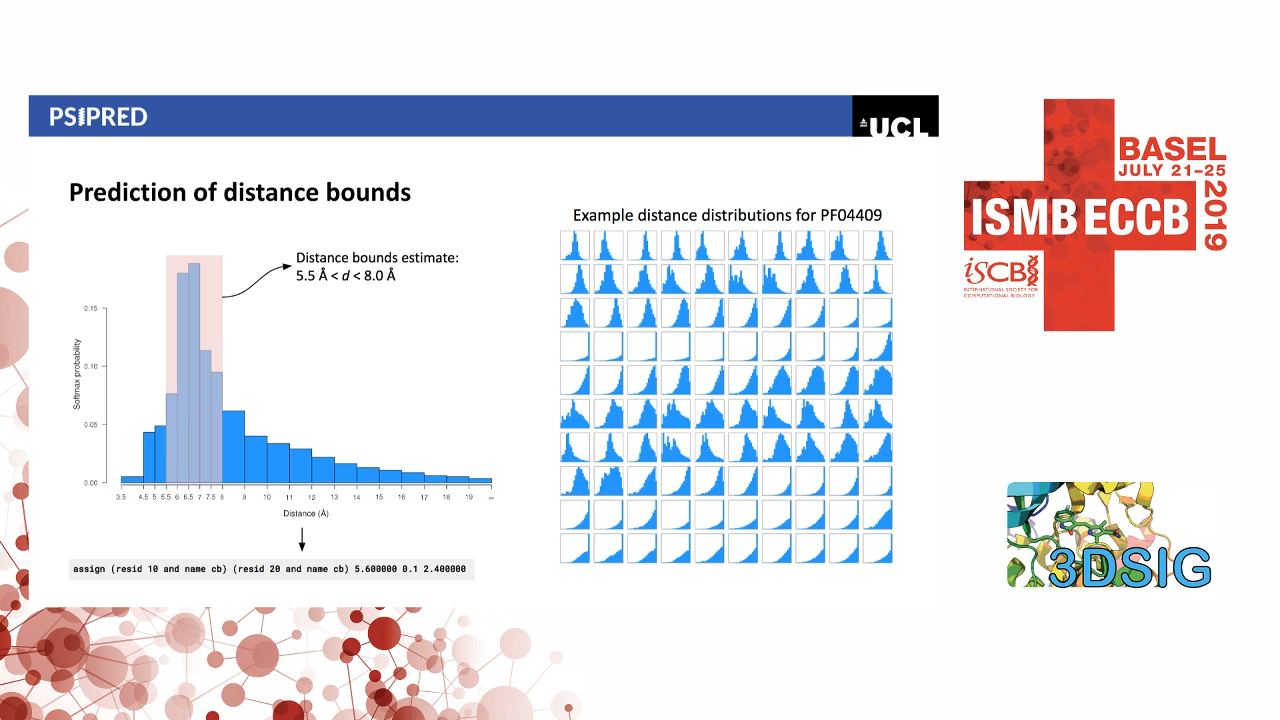 PSIPRED
UCL
Prediction of distance bounds
Distance bounds estimate:
5.5 Å < d < 8.0 Å
Softmax probability
0.15
0.10
0.05
0.00
3.5 4.5 5 5.5 6 6.5 7 7.5 8 9 10 11 12 13 14 15 16 17 18 19 ∞
Distance (Å)
assign (resid 10 and name cb) (resid 20 and name cb) 5.600000 0.1 2.400000
Example distance distributions for PF04409
BASEL
JULY 21–25
2019
ISMB ECCB
iSCB
INTERNATIONAL SOCIETY FOR
COMPUTATIONAL BIOLOGY
3DSIG